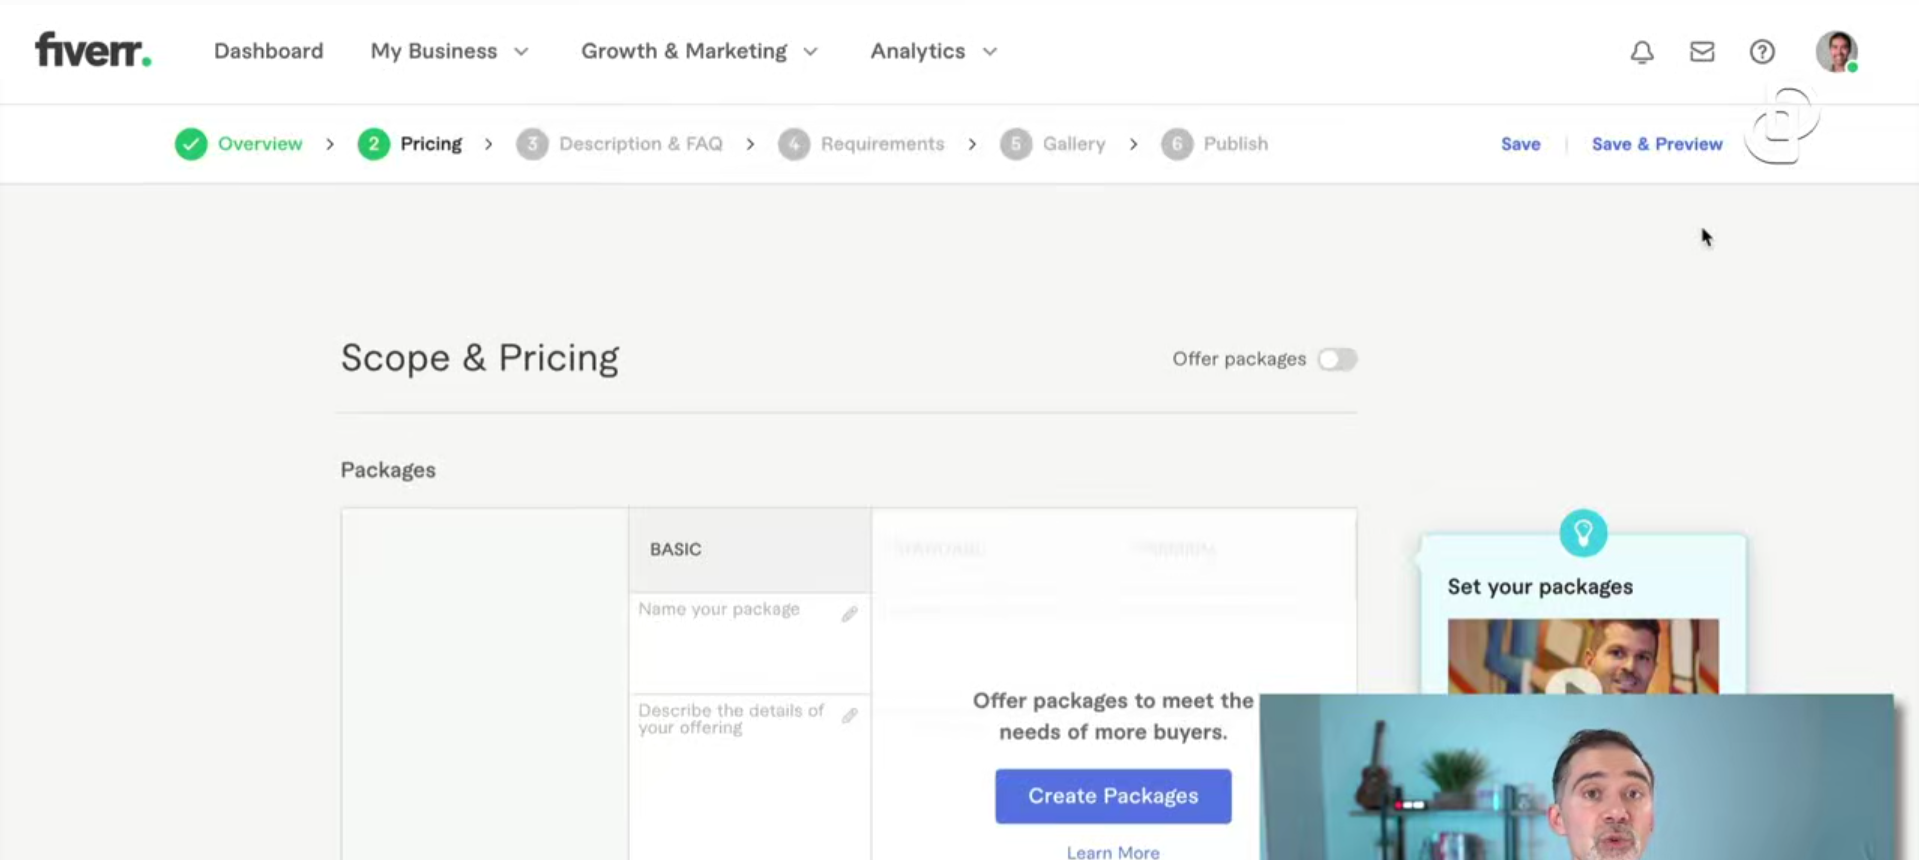 fiverr.
Dashboard
My Business
Growth & Marketing
Analytics
Overview
2 Pricing
3 Description & FAQ
4 Requirements
5 Gallery
6 Publish
Save
Save & Preview
Scope & Pricing
Offer packages
Packages
BASIC
Name your package
Describe the details of
your offering
Offer packages to meet the
needs of more buyers.
Create Packages
Learn More
Set your packages